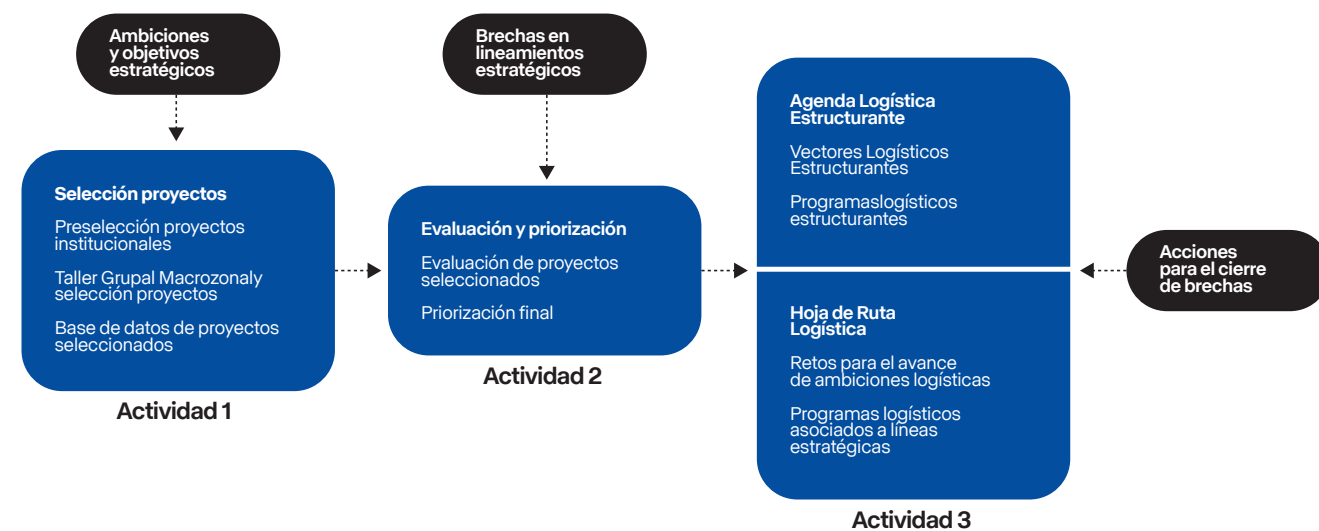 Ambiciones
y objetivos
estratégicos
Selección proyectos
Preselección proyectos
institucionales
Taller Grupal Macrozonaly
selección proyectos
Base de datos de proyectos
seleccionados
Actividad 1
Brechas en
lineamientos
estratégicos
Evaluación y priorización
Evaluación de proyectos
seleccionados
Priorización final
Actividad 2
Agenda Logística
Estructurante
Vectores Logísticos
Estructurantes
Programaslogísticos
estructurantes
Hoja de Ruta
Logística
Retos para el avance
de ambiciones logísticas
Programas logísticos
asociados a líneas
estratégicas
Actividad 3
Acciones
para el cierre
de brechas